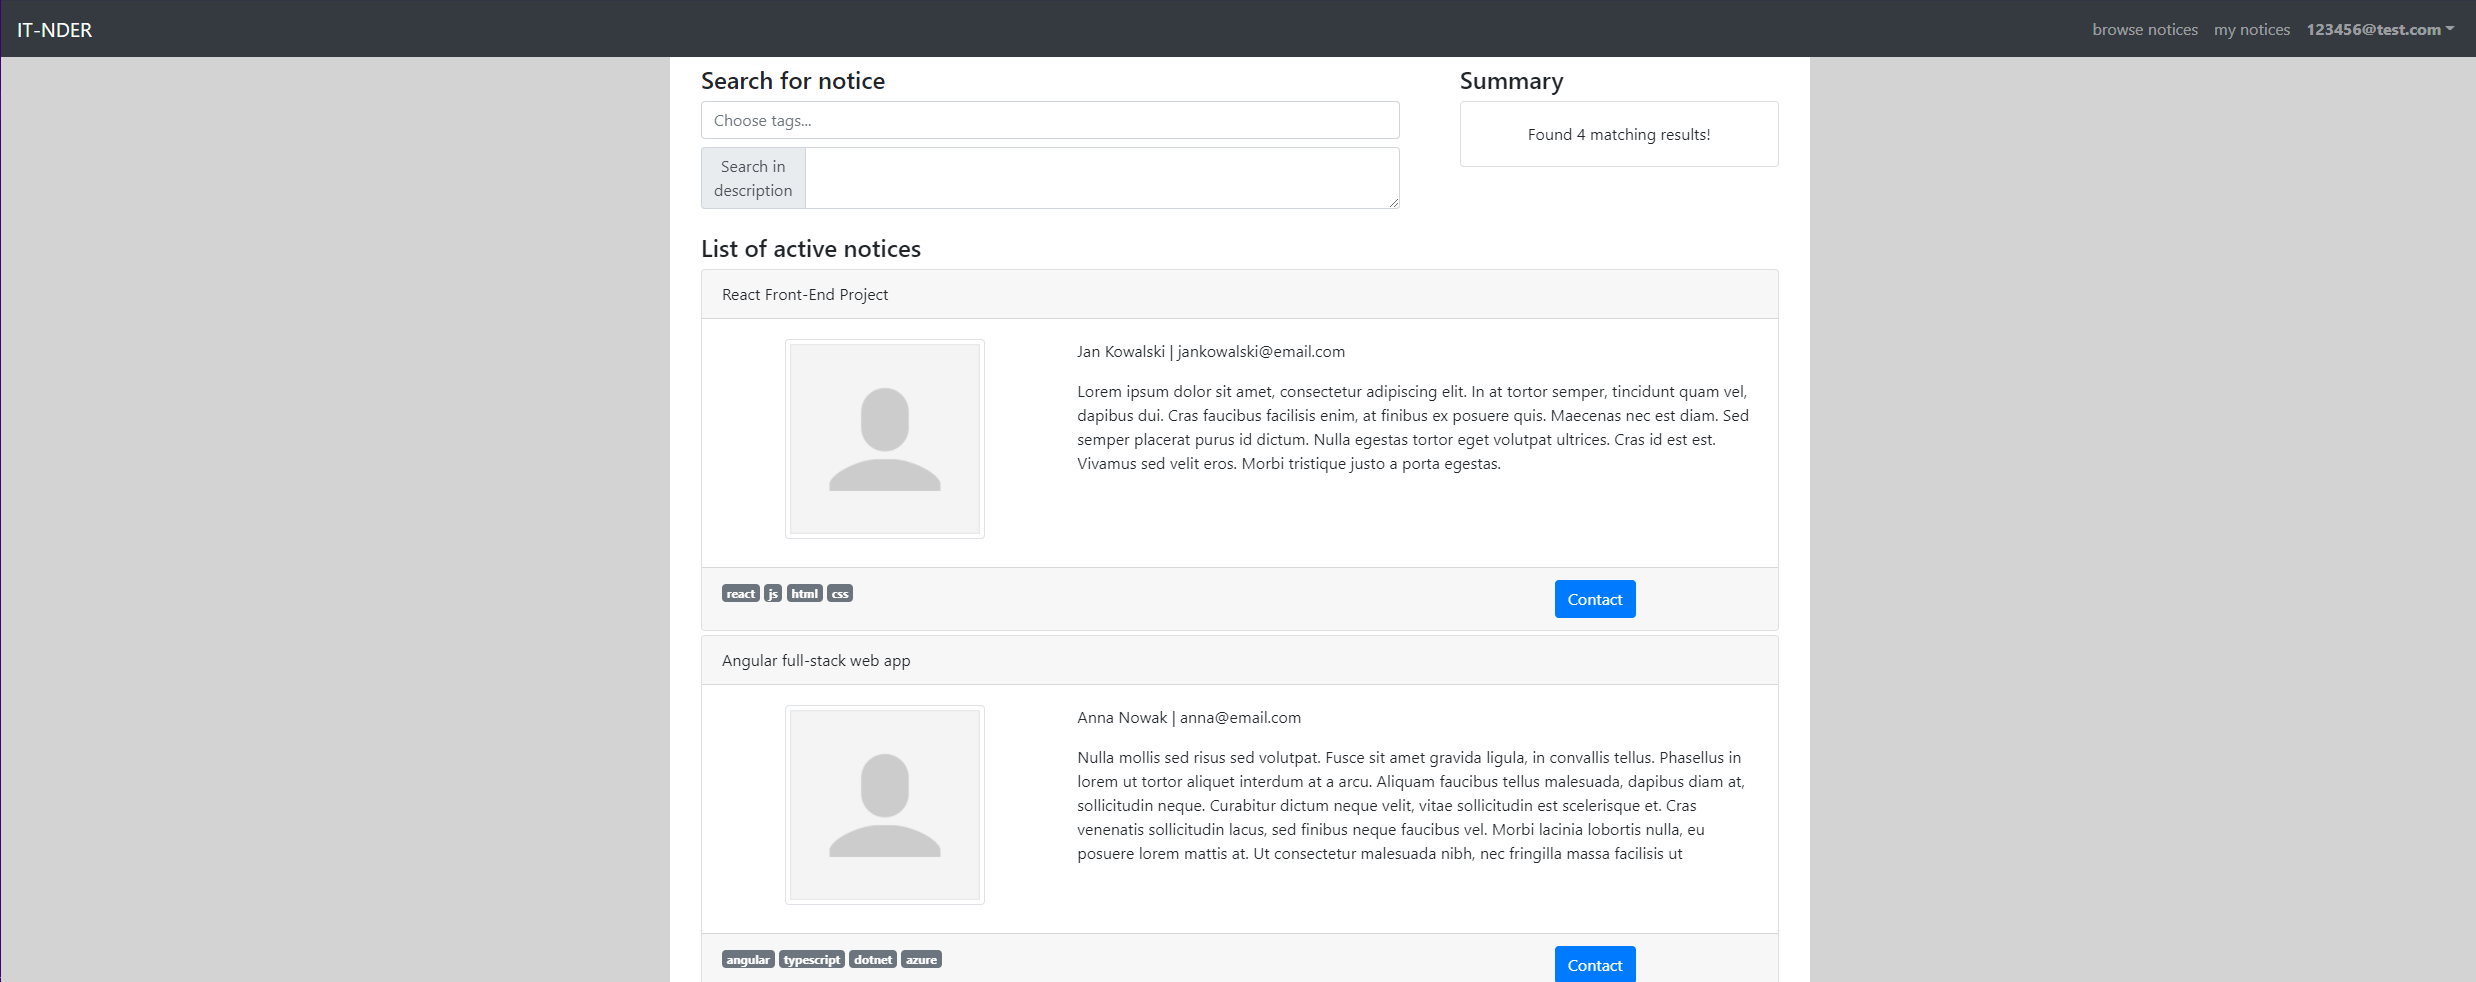 IT-NDER
browse notices
my notices
123456@test.com
Search for notice
Summary
Choose tags...
Found 4 matching results!
Search in
description
List of active notices
React Front-End Project
Jan Kowalski | jankowalski@email.com
Lorem ipsum dolor sit amet, consectetur adipiscing elit. In at tortor semper, tincidunt quam vel,
dapibus dui. Cras faucibus facilisis enim, at finibus ex posuere quis. Maecenas nec est diam. Sed
semper placerat purus id dictum. Nulla egestas tortor eget volutpat ultrices. Cras id est est.
Vivamus sed velit eros. Morbi tristique justo a porta egestas.
react js html css
Contact
Angular full-stack web app
Anna Nowak | anna@email.com
Nulla mollis sed risus sed volutpat. Fusce sit amet gravida ligula, in convallis tellus. Phasellus in
lorem ut tortor aliquet interdum at a arcu. Aliquam faucibus tellus malesuada, dapibus diam at,
sollicitudin neque. Curabitur dictum neque velit, vitae sollicitudin est scelerisque et. Cras
venenatis sollicitudin lacus, sed finibus neque faucibus vel. Morbi lacinia lobortis nulla, eu
posuere lorem mattis at. Ut consectetur malesuada nibh, nec fringilla massa facilisis ut
angular typescript dotnet azure
Contact